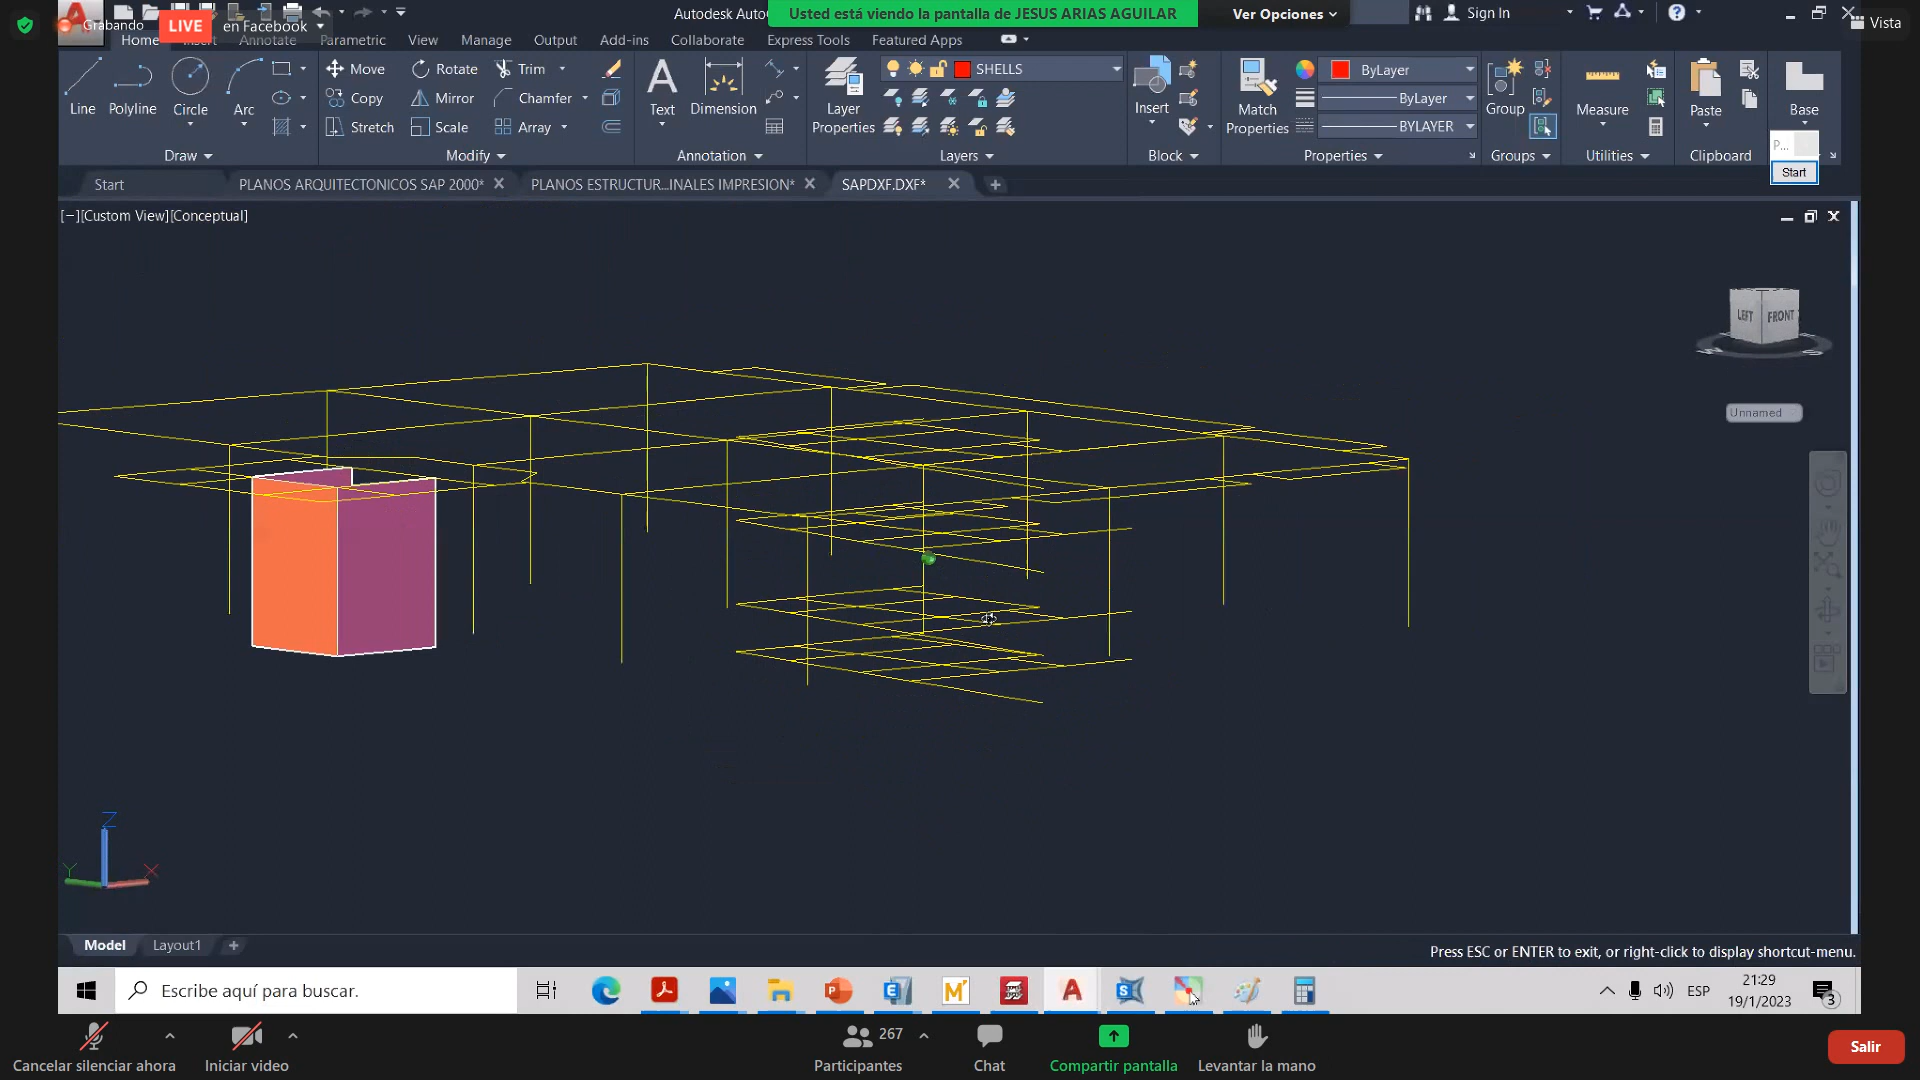 Grabando
LIVE
en Facebook
Autodesk Auto
Usted está viendo la pantalla de JESUS ARIAS AGUILAR
Ver Opciones
Sign In
Vista
Home
Insert
Annotate
Parametric
View
Manage
Output
Add-ins
Collaborate
Express Tools
Featured Apps
Line
Polyline
Circle
Arc
Move
Rotate
Trim
Copy
Mirror
Chamfer
Stretch
Scale
Array
Text
Dimension
Layer
Properties
SHELLS
Insert
Match
Properties
ByLayer
ByLayer
BYLAYER
Group
Measure
Paste
Base
Draw
Modify
Annotation
Layers
Block
Properties
Groups
Utilities
Clipboard
P...
Start
Start
PLANOS ARQUITECTONICOS SAP 2000*
PLANOS ESTRUCTUR...INALES IMPRESION*
SAPDXF.DXF*
[−][Custom View][Conceptual]
LEFT
FRONT
Unnamed
Z
Y
X
Model
Layout1
Press ESC or ENTER to exit, or right-click to display shortcut-menu.
Escribe aquí para buscar.
ESP
21:29
19/1/2023
3
Cancelar silenciar ahora
Iniciar video
267
Participantes
Chat
Compartir pantalla
Levantar la mano
Salir